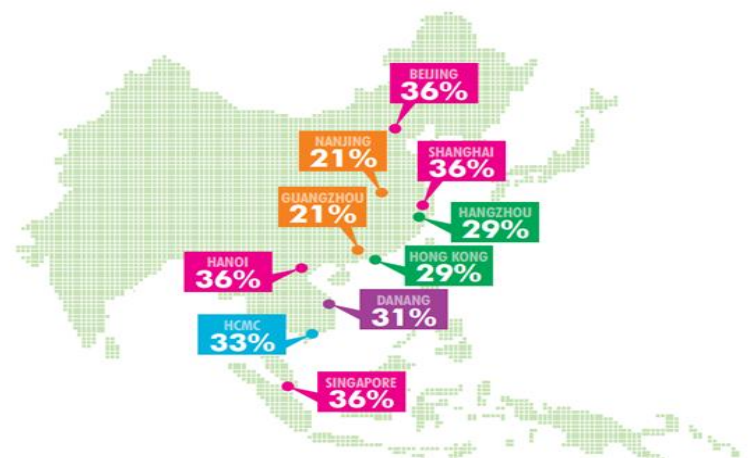 BEIJING
36%
NANJING
21%
SHANGHAI
36%
GUANGZHOU
21%
HANGZHOU
29%
HONG KONG
29%
HANOI
36%
DANANG
31%
HCMC
33%
SINGAPORE
36%